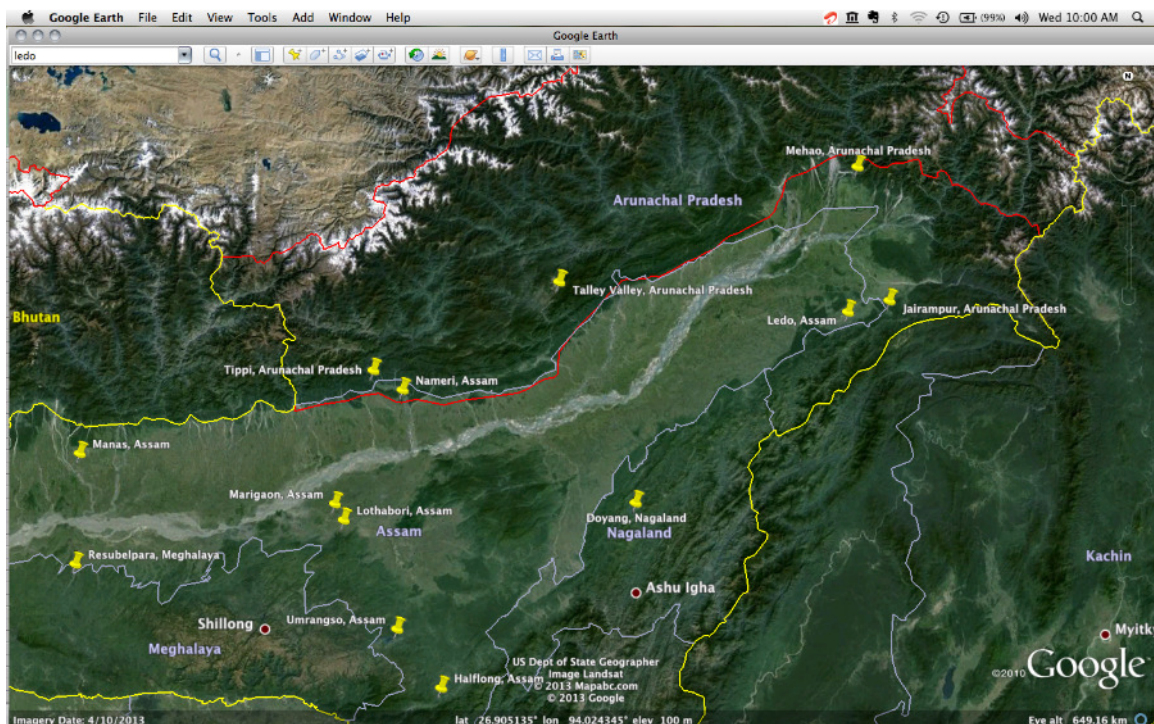 Google Earth File Edit View Tools Add Window Help (99%) Wed 10:00 AM
Google Earth
ledo
N
Mehao, Arunachal Pradesh
Arunachal Pradesh
Talley Valley, Arunachal Pradesh
Ledo, Assam
Jairampur, Arunachal Pradesh
Bhutan
Tippi, Arunachal Pradesh
Nameri, Assam
Manas, Assam
Marigaon, Assam
Lothabori, Assam
Assam
Doyang, Nagaland
Nagaland
Resubelpara, Meghalaya
Kachin
Ashu Igha
Shillong
Umrangso, Assam
Myitky
Meghalaya
US Dept of State Geographer
Image Landsat
© 2013 Mapabc.com
© 2013 Google
Halflong, Assam
©2010 Google
Imagery Date: 4/10/2013 lat 26.905135° lon 94.024345° elev 100 m Eye alt 649.16 km